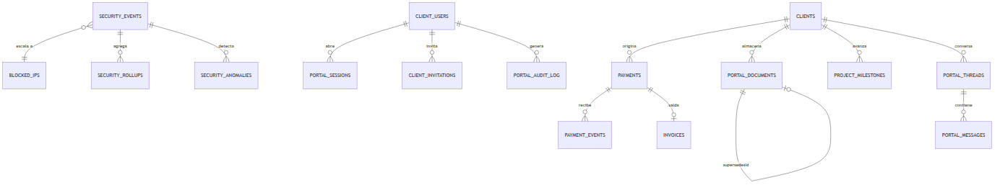 SECURITY_EVENTS
CLIENT_USERS
CLIENTS
escala a
agrega
detecta
abre
invita
genera
origina
almacena
avanza
conversa
BLOCKED_IPS
SECURITY_ROLLUPS
SECURITY_ANOMALIES
PORTAL_SESSIONS
CLIENT_INVITATIONS
PORTAL_AUDIT_LOG
PAYMENTS
PORTAL_DOCUMENTS
PROJECT_MILESTONES
PORTAL_THREADS
recibe
salda
contiene
PAYMENT_EVENTS
INVOICES
PORTAL_MESSAGES
supersedesId